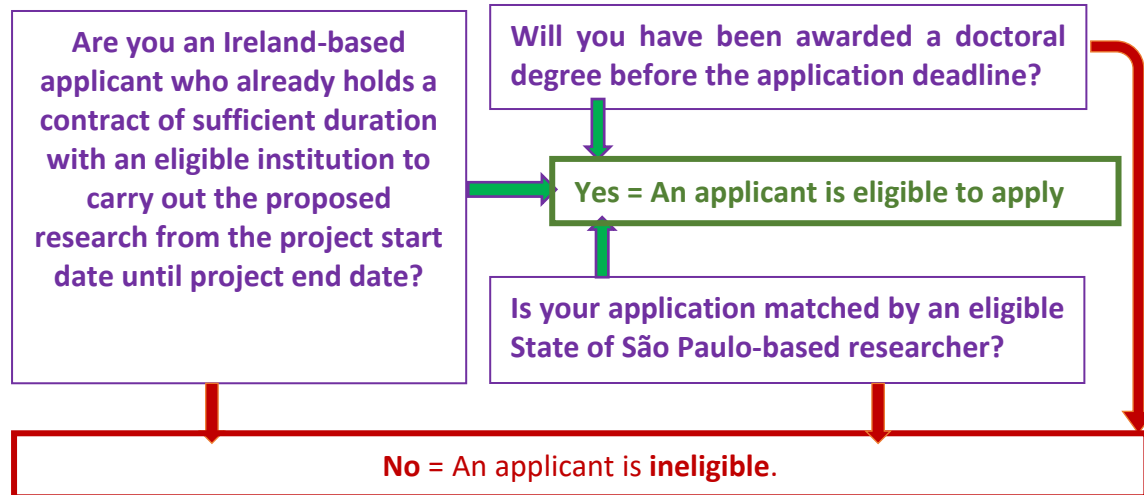 Are you an Ireland-based
applicant who already holds a
contract of sufficient duration
with an eligible institution to
carry out the proposed
research from the project start
date until project end date?
Will you have been awarded a doctoral
degree before the application deadline?
Yes = An applicant is eligible to apply
Is your application matched by an eligible
State of São Paulo-based researcher?
No = An applicant is ineligible.